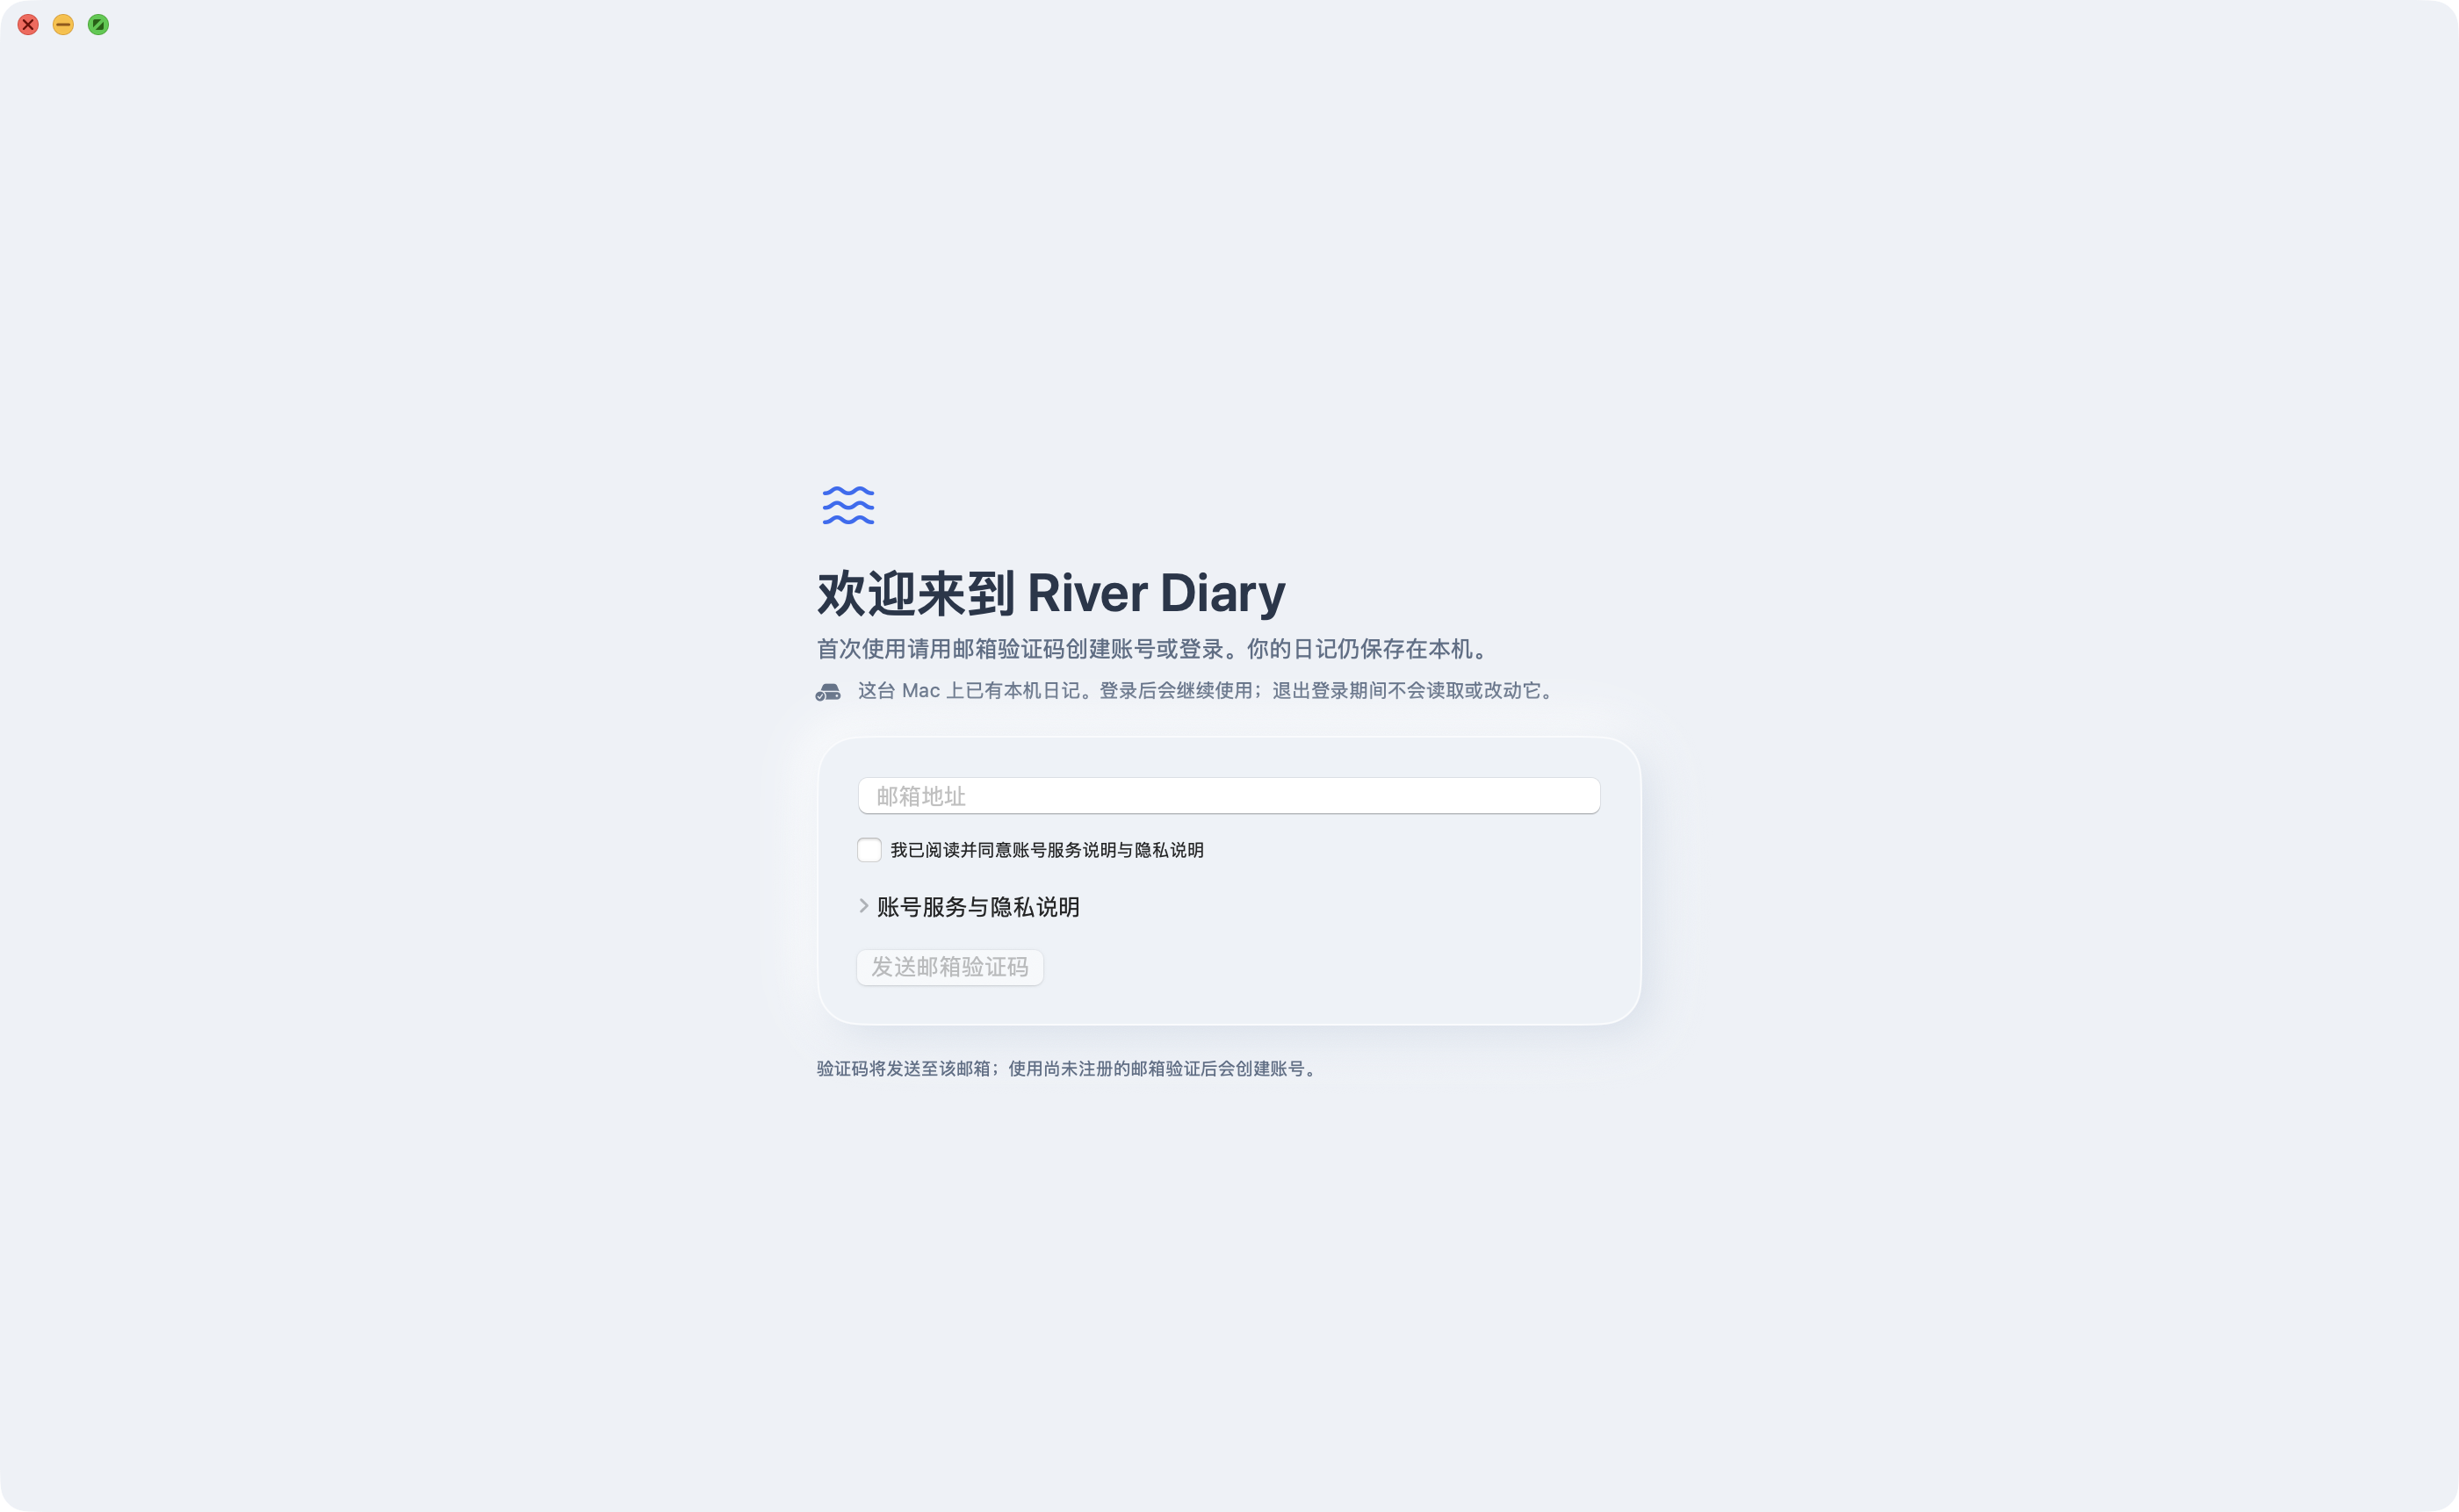 欢迎来到 River Diary
首次使用请用邮箱验证码创建账号或登录。你的日记仍保存在本机。
这台 Mac 上已有本机日记。登录后会继续使用；退出登录期间不会读取或改动它。
邮箱地址
我已阅读并同意账号服务说明与隐私说明
账号服务与隐私说明
发送邮箱验证码
验证码将发送至该邮箱；使用尚未注册的邮箱验证后会创建账号。